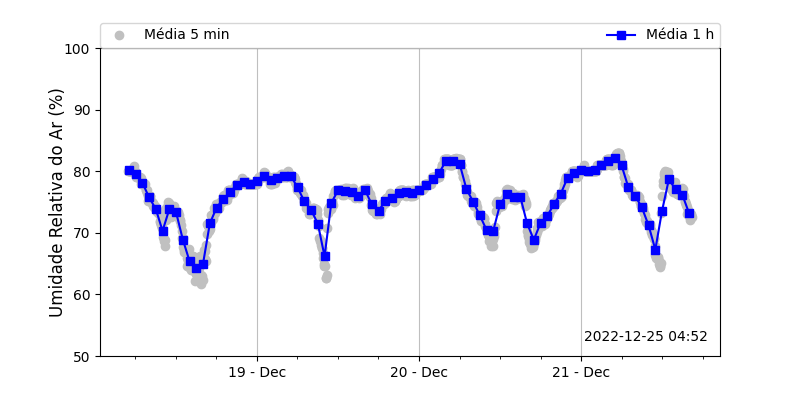 Média 5 min
Média 1 h
Umidade Relativa do Ar (%)
100
90
80
70
60
50
2022-12-25 04:52
19 - Dec
20 - Dec
21 - Dec